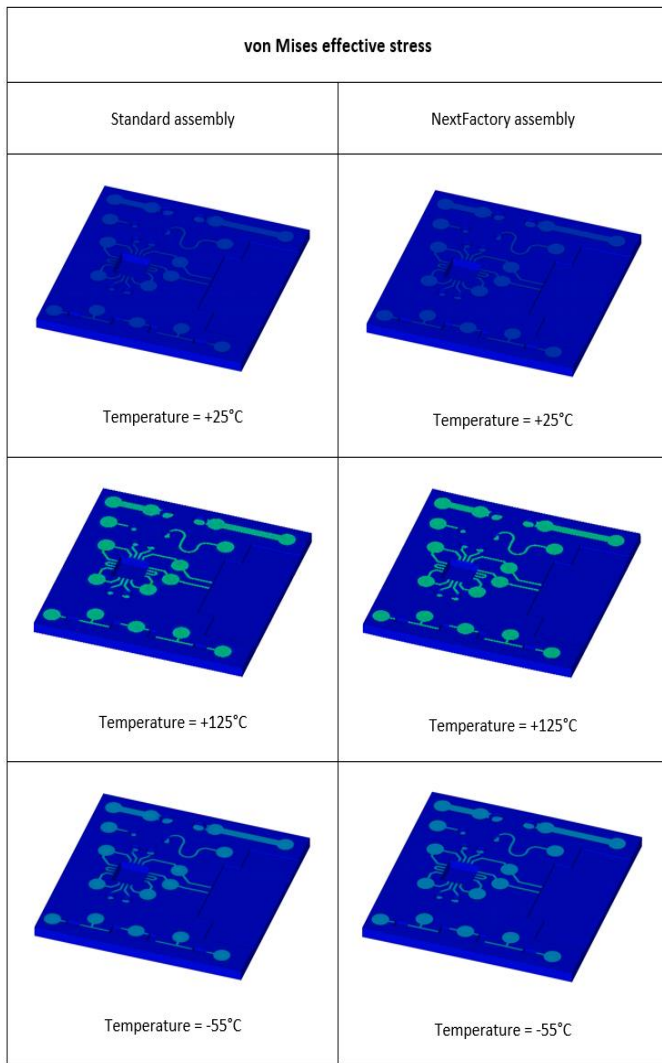 von Mises effective stress
Standard assembly
NextFactory assembly
Temperature = +25°C
Temperature = +25°C
Temperature = +125°C
Temperature = +125°C
Temperature = -55°C
Temperature = -55°C